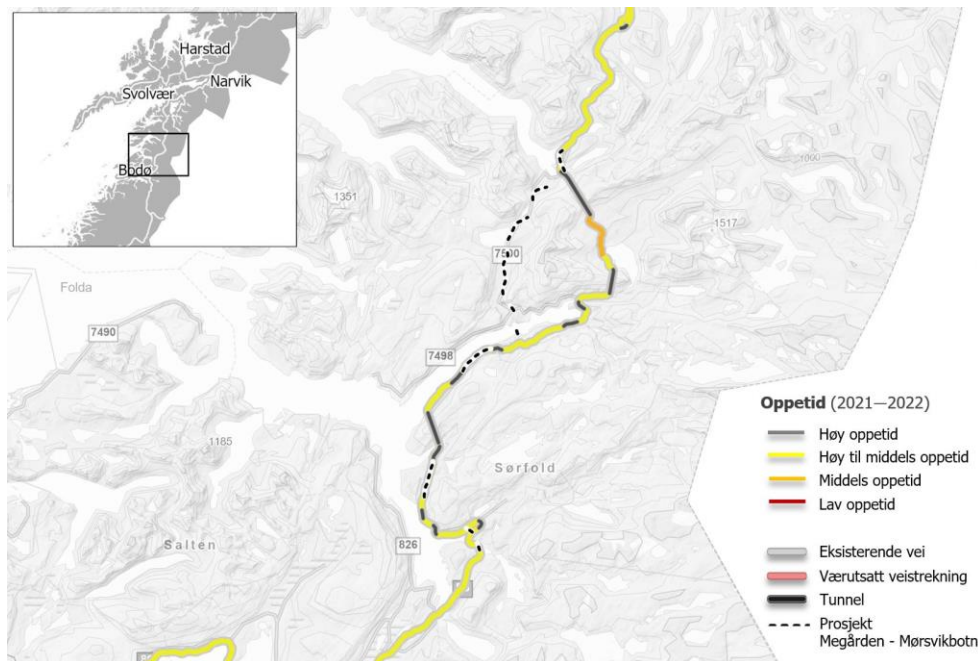 Harstad
Narvik
Svolvær
Bodø
1351
1000
1517
7500
Folda
7490
7498
1185
Sørfold
826
Salten
Oppetid (2021—2022)
Høy oppetid
Høy til middels oppetid
Middels oppetid
Lav oppetid
Eksisterende vei
Værutsatt veistrekning
Tunnel
Prosjekt
Megården - Mørsvikbotn